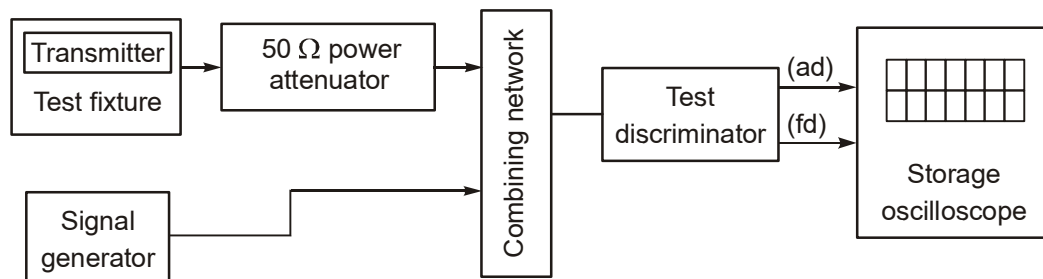 Transmitter
Test fixture
50 Ω power
attenuator
Combining network
Test
discriminator
(ad)
(fd)
Storage
oscilloscope
Signal
generator